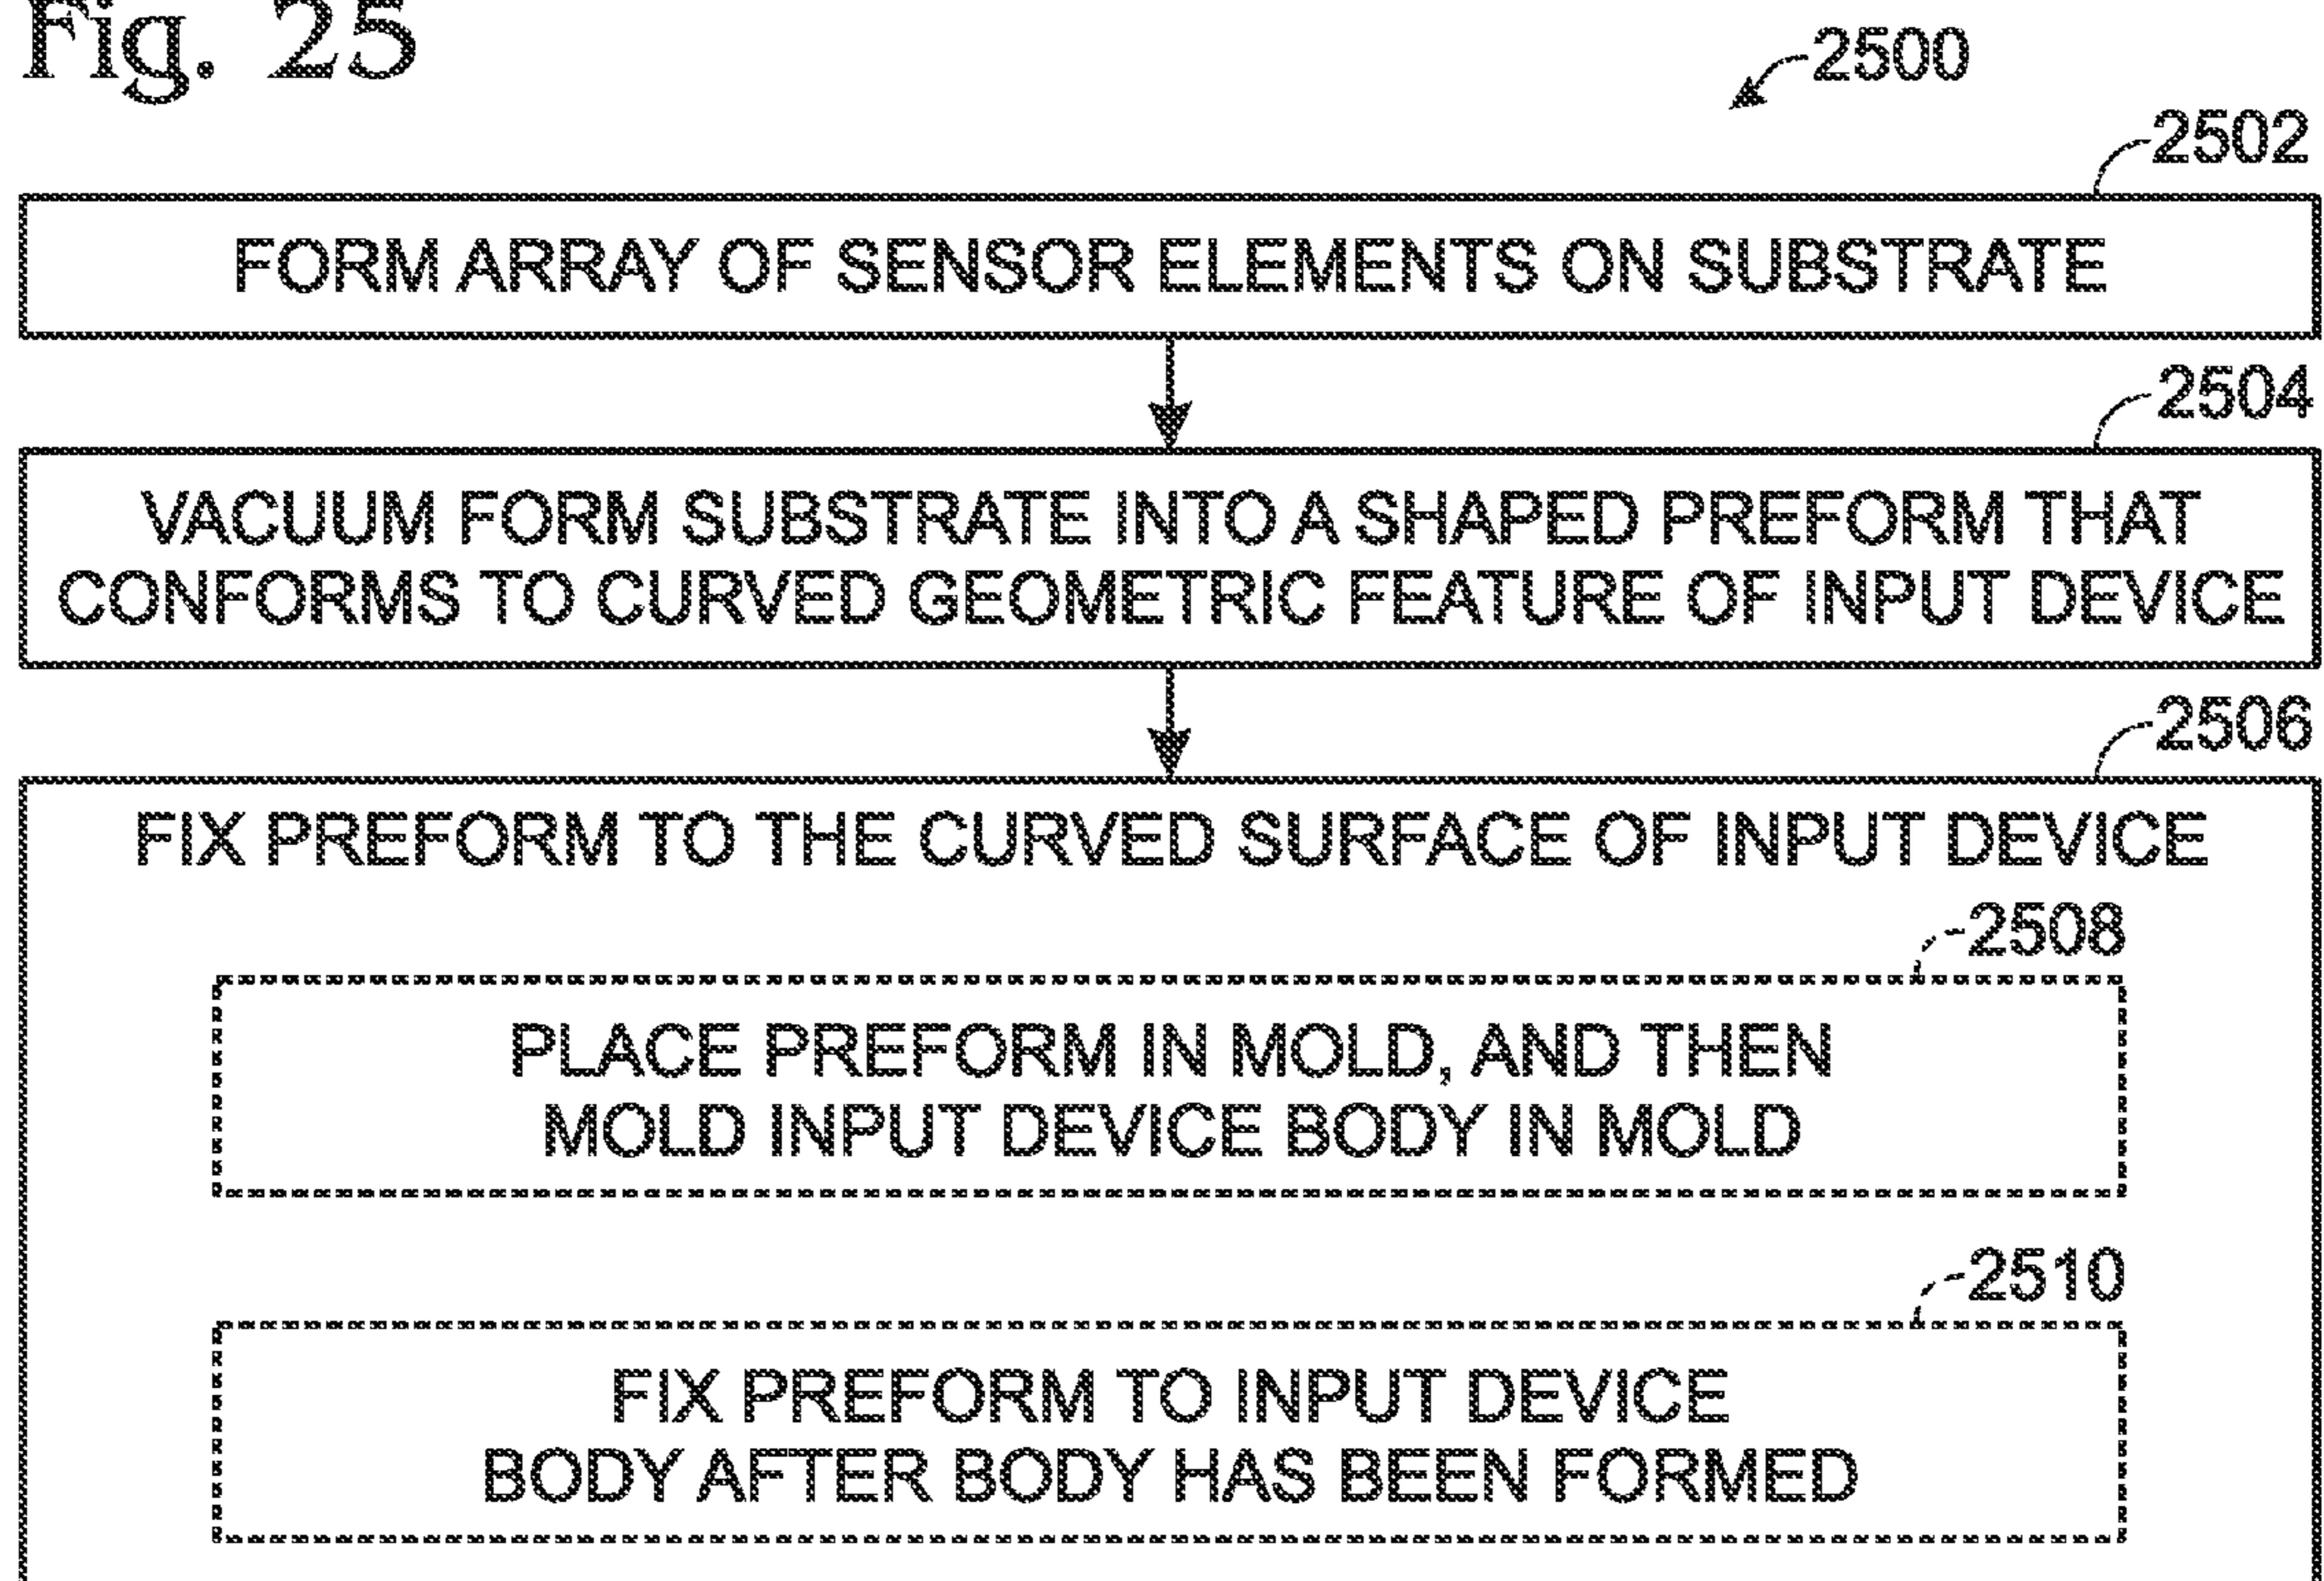 Fig. 25
2500
2502
FORM ARRAY OF SENSOR ELEMENTS ON SUBSTRATE
2504
VACUUM FORM SUBSTRATE INTO A SHAPED PREFORM THAT
CONFORMS TO CURVED GEOMETRIC FEATURE OF INPUT DEVICE
2506
FIX PREFORM TO THE CURVED SURFACE OF INPUT DEVICE
2508
PLACE PREFORM IN MOLD, AND THEN
MOLD INPUT DEVICE BODY IN MOLD
2510
FIX PREFORM TO INPUT DEVICE
BODY AFTER BODY HAS BEEN FORMED